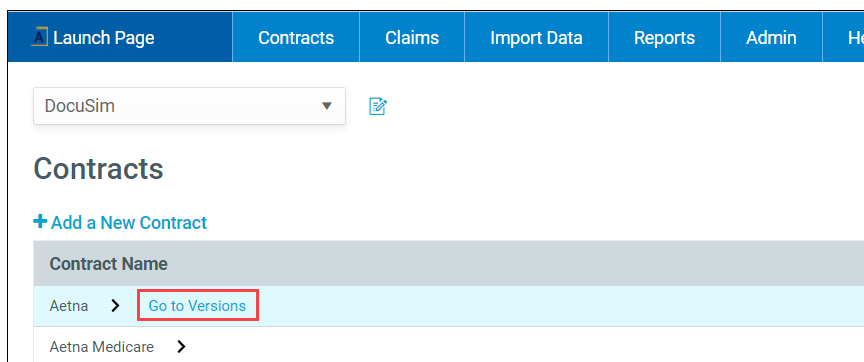 Launch Page Contracts Claims Import Data Reports Admin
DocuSim
Contracts
+ Add a New Contract
Contract Name
Aetna > Go to Versions
Aetna Medicare >